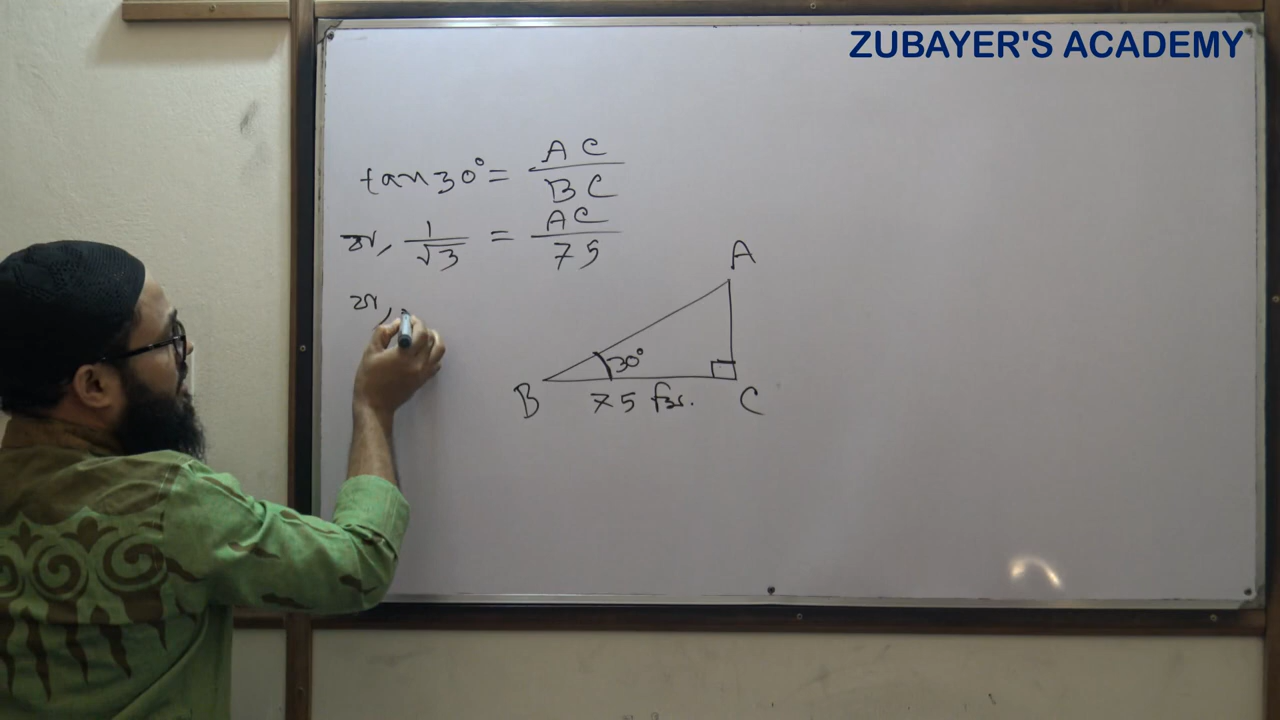 ZUBAYER'S ACADEMY
tan 30° = AC / BC
বা, 1/√3 = AC / 75
বা,
A
30°
B
75 মি.
C